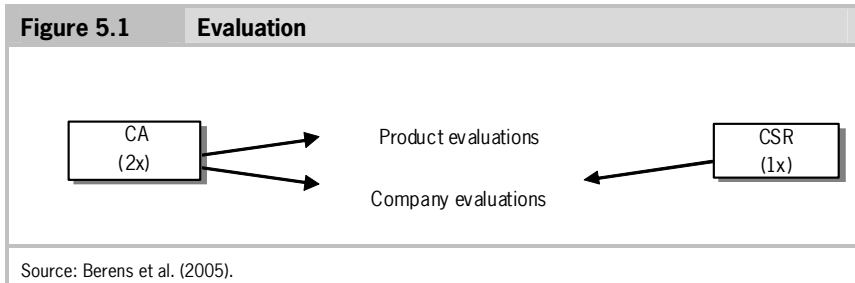 Figure 5.1 Evaluation
CA
(2x)
Product evaluations
Company evaluations
CSR
(1x)
Source: Berens et al. (2005).